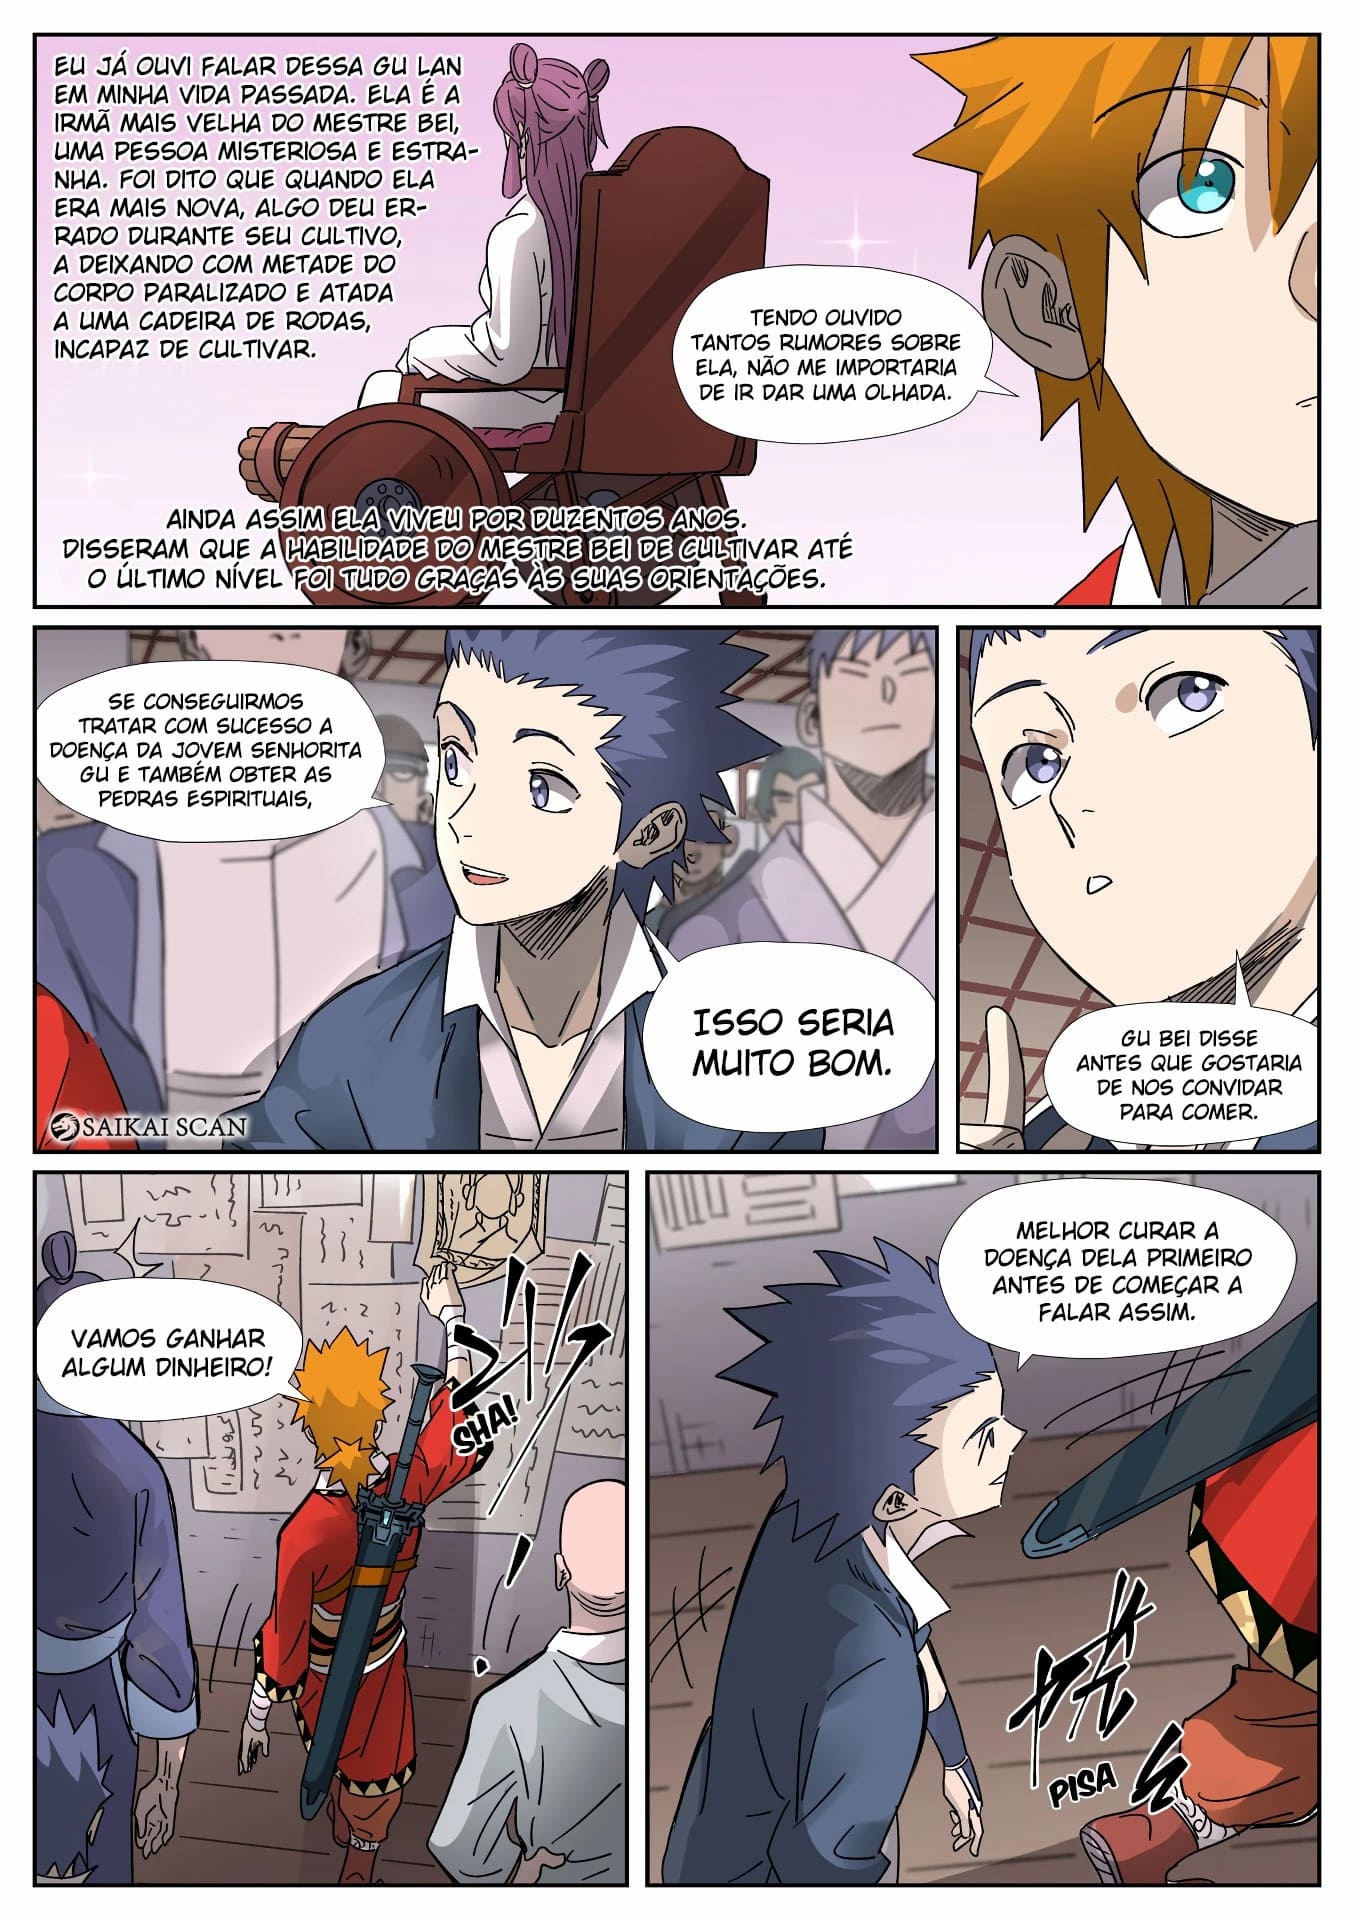 EU JÁ OUVI FALAR DESSA GU LAN
EM MINHA VIDA PASSADA. ELA É A
IRMÃ MAIS VELHA DO MESTRE BEI,
UMA PESSOA MISTERIOSA E ESTRA-
NHA. FOI DITO QUE QUANDO ELA
ERA MAIS NOVA, ALGO DEU ER-
RADO DURANTE SEU CULTIVO,
A DEIXANDO COM METADE DO
CORPO PARALIZADO E ATADA
A UMA CADEIRA DE RODAS,
INCAPAZ DE CULTIVAR.
TENDO OUVIDO
TANTOS RUMORES SOBRE
ELA, NÃO ME IMPORTARIA
DE IR DAR UMA OLHADA.
AINDA ASSIM ELA VIVEU POR DUZENTOS ANOS.
DISSERAM QUE A HABILIDADE DO MESTRE BEI DE CULTIVAR ATÉ
O ÚLTIMO NÍVEL FOI TUDO GRAÇAS ÀS SUAS ORIENTAÇÕES.
SE CONSEGUIRMOS
TRATAR COM SUCESSO A
DOENÇA DA JOVEM SENHORITA
GU E TAMBÉM OBTER AS
PEDRAS ESPIRITUAIS,
ISSO SERIA
MUITO BOM.
SAIKAI SCAN
GU BEI DISSE
ANTES QUE GOSTARIA
DE NOS CONVIDAR
PARA COMER.
VAMOS GANHAR
ALGUM DINHEIRO!
SHA!
MELHOR CURAR A
DOENÇA DELA PRIMEIRO
ANTES DE COMEÇAR A
FALAR ASSIM.
PISA